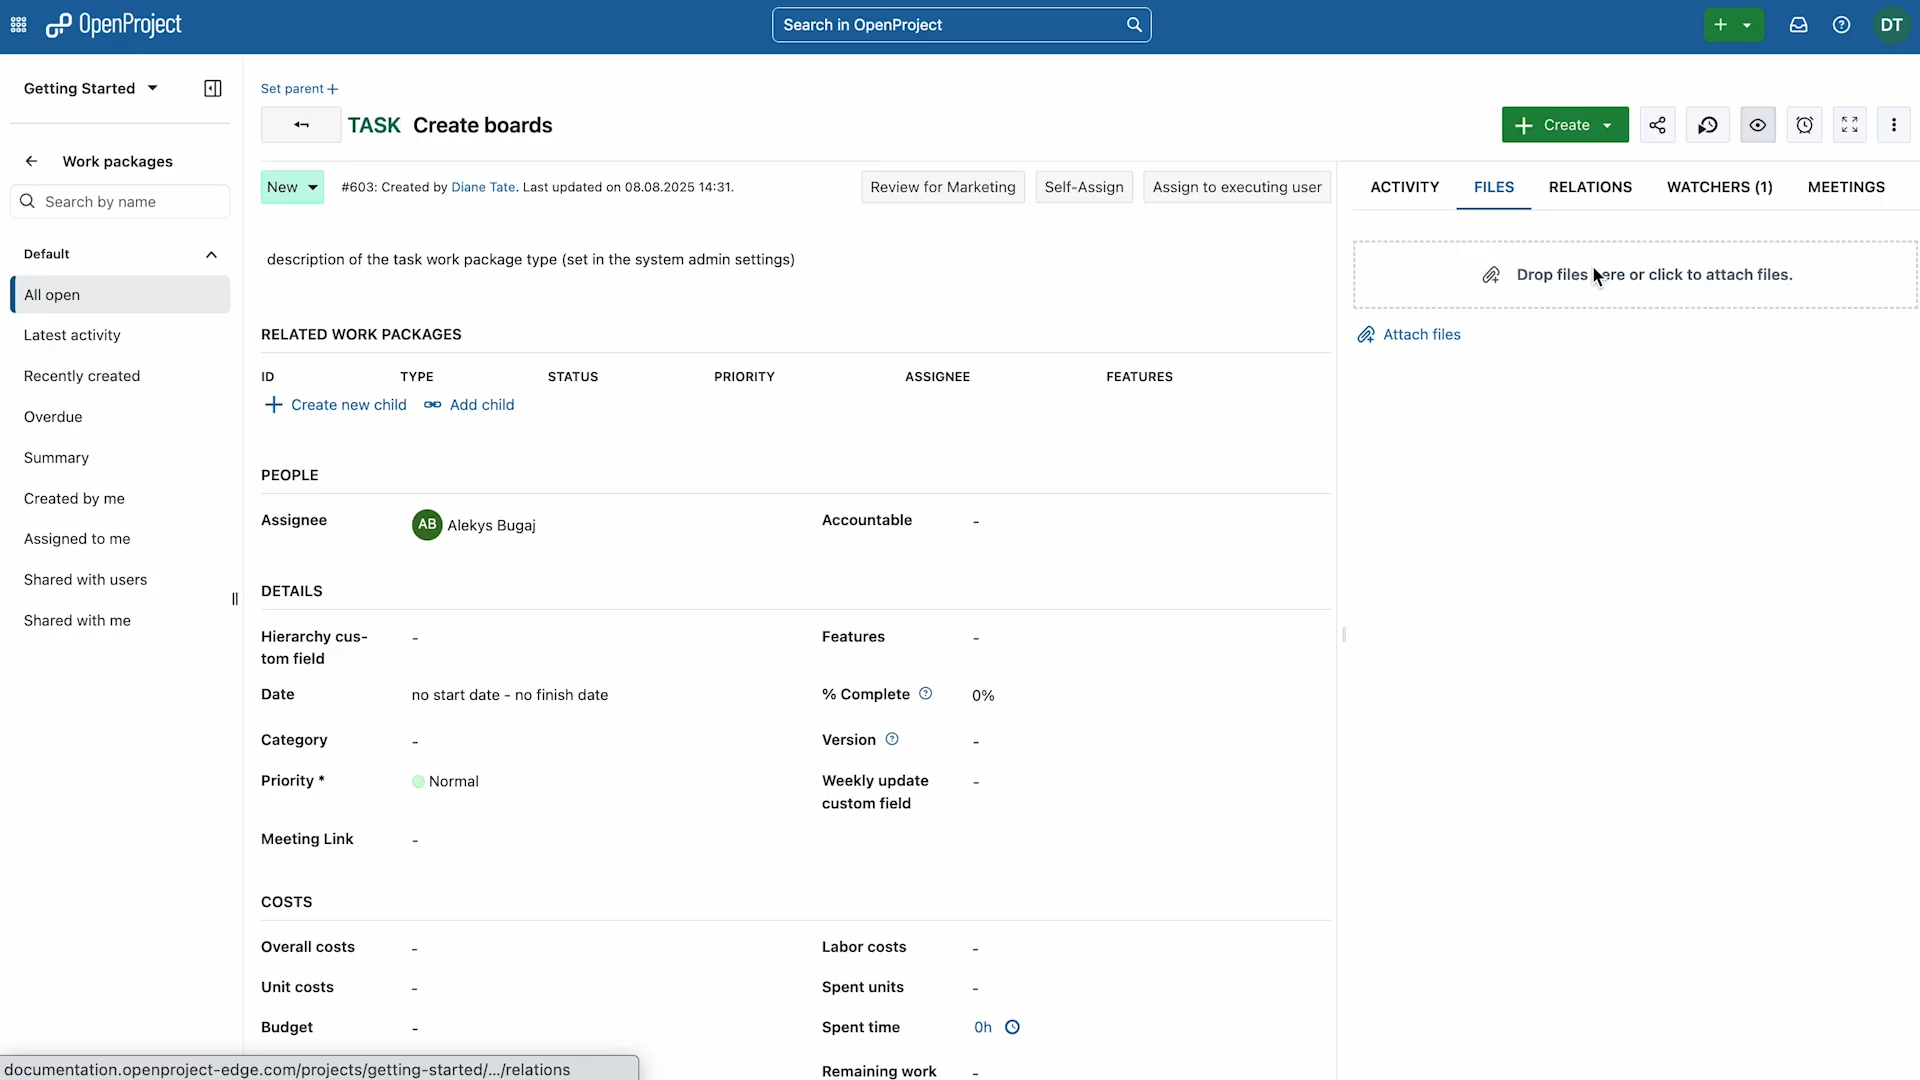 OpenProject
Search in OpenProject
DT
Getting Started
Work packages
Search by name
Default
All open
Latest activity
Recently created
Overdue
Summary
Created by me
Assigned to me
Shared with users
Shared with me
Set parent
TASK Create boards
Create
New
#603: Created by Diane Tate. Last updated on 08.08.2025 14:31.
Review for Marketing
Self-Assign
Assign to executing user
description of the task work package type (set in the system admin settings)
RELATED WORK PACKAGES
ID TYPE STATUS PRIORITY ASSIGNEE FEATURES
Create new child Add child
PEOPLE
Assignee AB Alekys Bugaj Accountable -
DETAILS
Hierarchy cus-
tom field - Features -
Date no start date - no finish date % Complete 0%
Category - Version -
Priority * Normal Weekly update
custom field -
Meeting Link -
COSTS
Overall costs - Labor costs -
Unit costs - Spent units -
Budget - Spent time 0h
Remaining work -
ACTIVITY FILES RELATIONS WATCHERS (1) MEETINGS
Drop files here or click to attach files.
Attach files
documentation.openproject-edge.com/projects/getting-started/.../relations